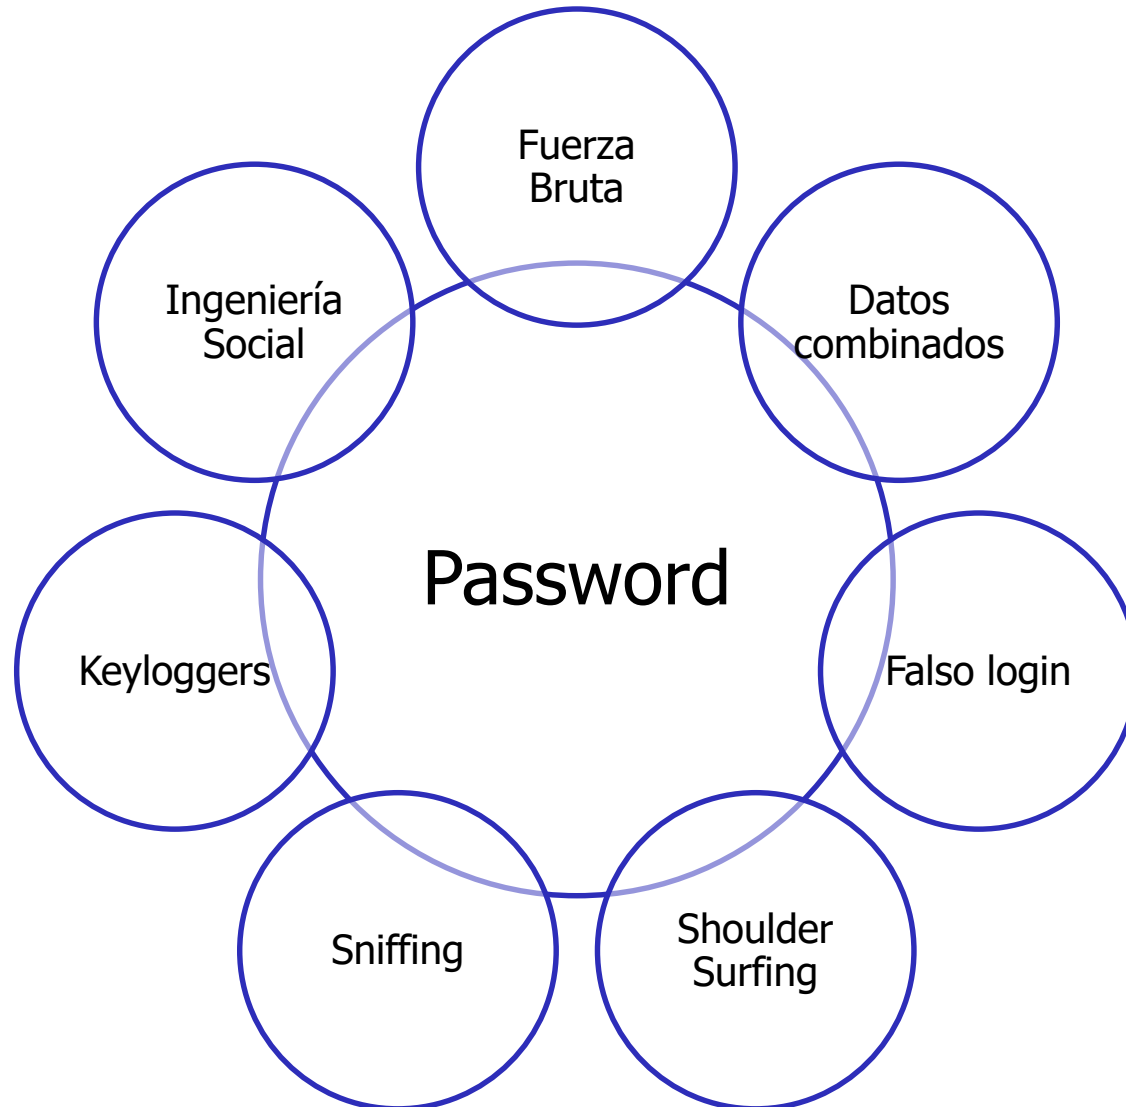 Fuerza
Bruta
Datos
combinados
Falso login
Shoulder
Surfing
Sniffing
Keyloggers
Ingeniería
Social
Password